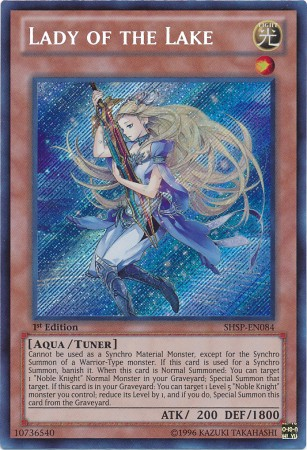 LADY OF THE LAKE
LIGHT
光
1st Edition
SHSP-EN084
[AQUA / TUNER]
Cannot be used as a Synchro Material Monster, except for the Synchro
Summon of a Warrior-Type monster. If this card is used for a Synchro
Summon, banish it. When this card is Normal Summoned: You can target
1 "Noble Knight" Normal Monster in your Graveyard; Special Summon that
target. If this card is in your Graveyard: You can target 1 Level 5 "Noble Knight"
monster you control; reduce its Level by 1, and if you do, Special Summon this
card from the Graveyard.
ATK/ 200 DEF/1800
10736540
©1996 KAZUKI TAKAHASHI